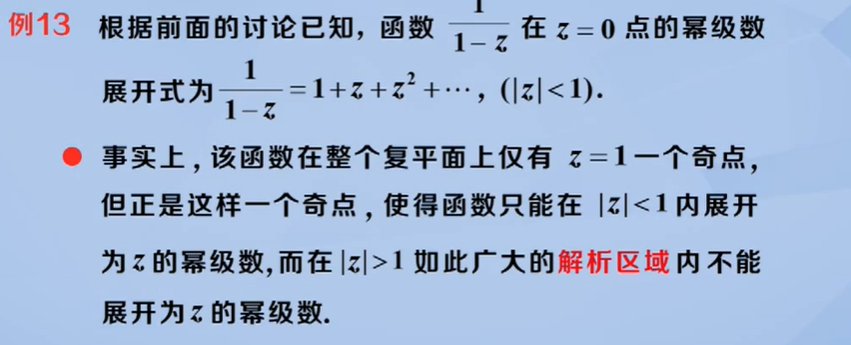 例13 根据前面的讨论已知, 函数 1/(1−z) 在 z = 0 点的幂级数
展开式为 1/(1−z) = 1+z+z²+⋯, (|z|<1).
● 事实上, 该函数在整个复平面上仅有 z=1一个奇点,
但正是这样一个奇点, 使得函数只能在 |z|<1内展开
为z的幂级数,而在|z|>1 如此广大的解析区域内不能
展开为z的幂级数.